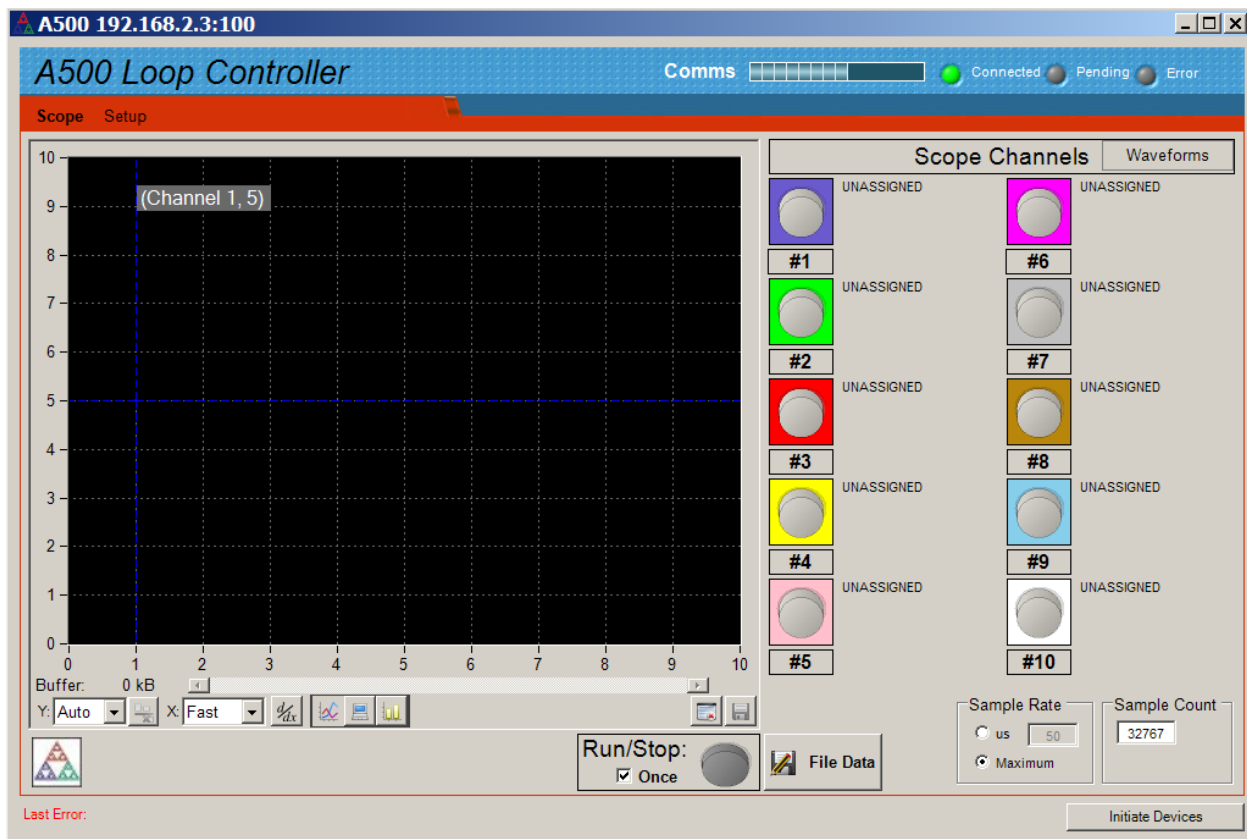 A500 192.168.2.3:100
A500 Loop Controller
Comms
Connected
Pending
Error
Scope
Setup
10
9
8
7
6
5
4
3
2
1
0
(Channel 1, 5)
0 1 2 3 4 5 6 7 8 9 10
Buffer: 0 kB
Y: Auto
X: Fast
d/dx
Scope Channels
Waveforms
UNASSIGNED
#1
UNASSIGNED
#2
UNASSIGNED
#3
UNASSIGNED
#4
UNASSIGNED
#5
UNASSIGNED
#6
UNASSIGNED
#7
UNASSIGNED
#8
UNASSIGNED
#9
UNASSIGNED
#10
Run/Stop:
Once
File Data
Sample Rate
us 50
Maximum
Sample Count
32767
Last Error:
Initiate Devices